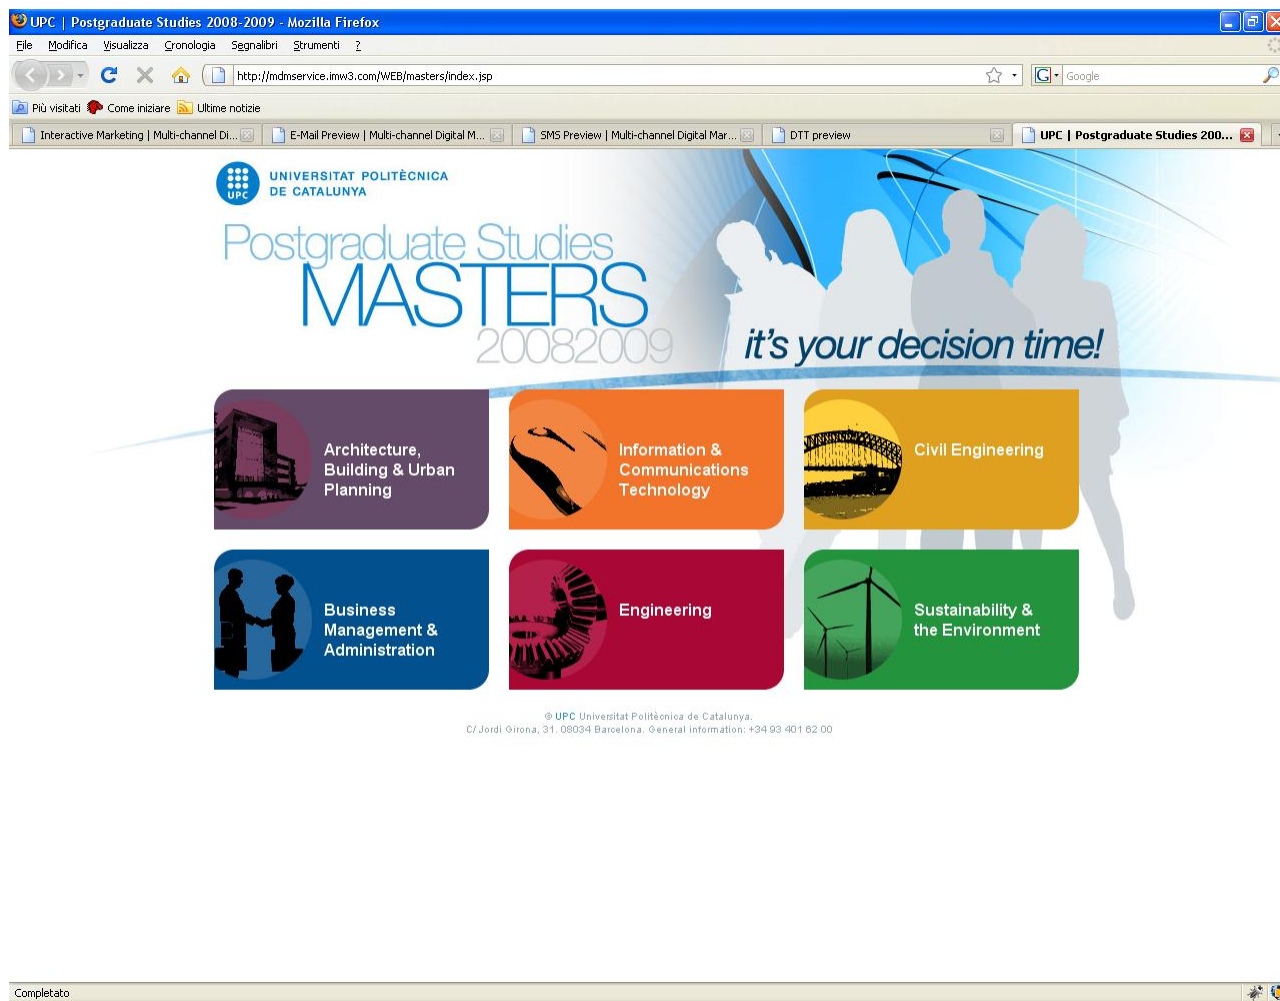 UPC | Postgraduate Studies 2008-2009 - Mozilla Firefox
File Modifica Visualizza Cronologia Segnalibri Strumenti ?
http://mdmservice.imw3.com/WEB/masters/index.jsp
G Google
Più visitati Come iniziare Ultime notizie
Interactive Marketing | Multi-channel Di... E-Mail Preview | Multi-channel Digital M... SMS Preview | Multi-channel Digital Mar... DTT preview UPC | Postgraduate Studies 200...
UPC
UNIVERSITAT POLITÈCNICA
DE CATALUNYA
Postgraduate Studies
MASTERS
20082009
it's your decision time!
Architecture,
Building & Urban
Planning
Information &
Communications
Technology
Civil Engineering
Business
Management &
Administration
Engineering
Sustainability &
the Environment
© UPC Universitat Politècnica de Catalunya.
C/ Jordi Girona, 31. 08034 Barcelona. General information: +34 93 401 62 00
Completato